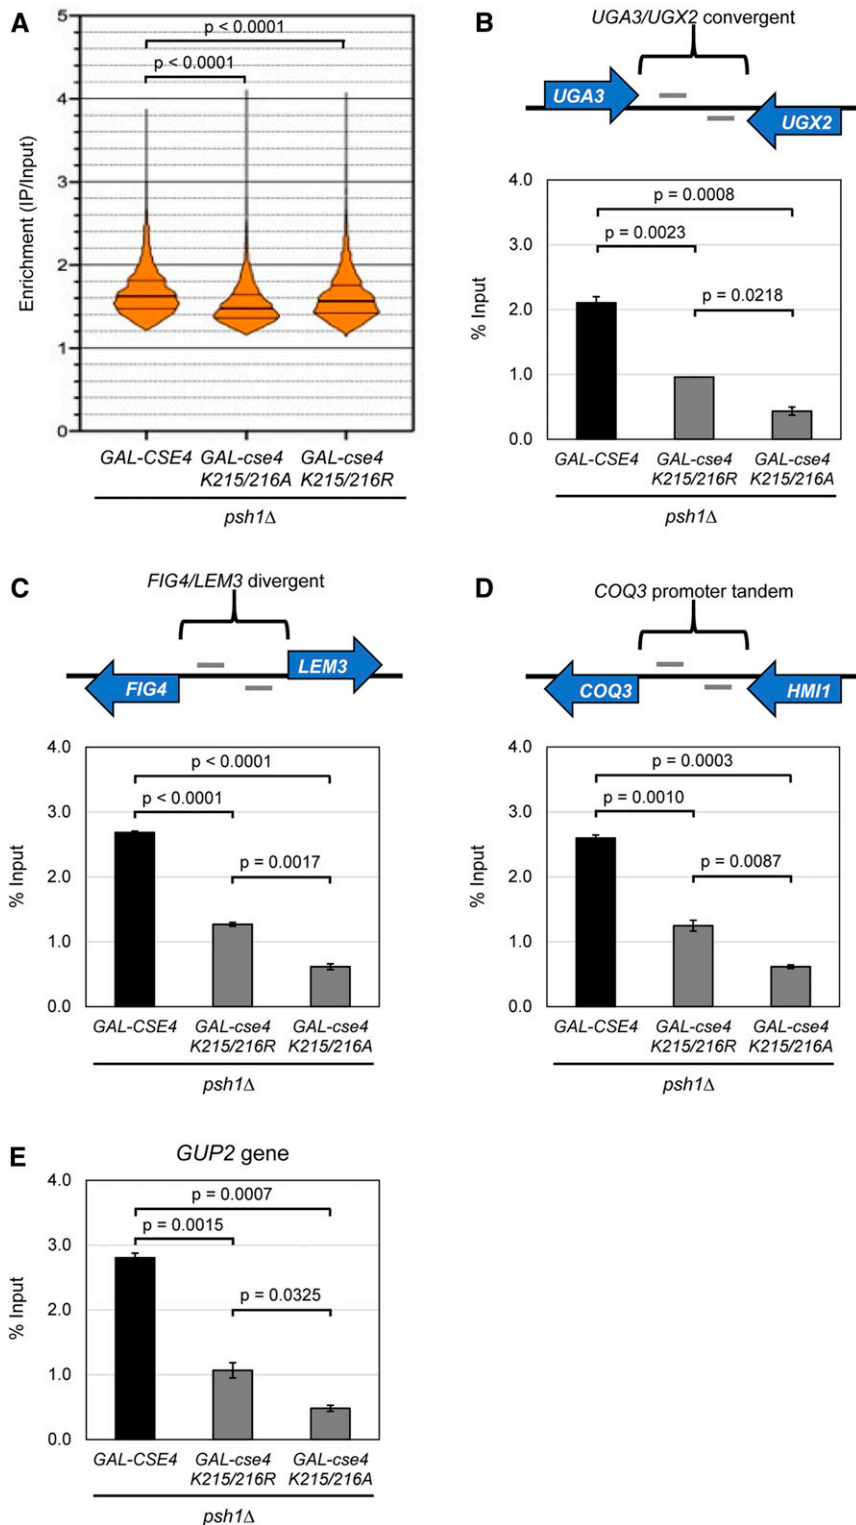 A
5
4
3
2
1
0
Enrichment (IP/Input)
p < 0.0001
p < 0.0001
GAL-CSE4 GAL-cse4 GAL-cse4
K215/216A K215/216R
psh1Δ
B
UGA3/UGX2 convergent
UGA3
UGX2
4.0
3.0
2.0
1.0
0.0
% Input
p = 0.0008
p = 0.0023
p = 0.0218
GAL-CSE4 GAL-cse4 GAL-cse4
K215/216R K215/216A
psh1Δ
C
FIG4/LEM3 divergent
LEM3
FIG4
4.0
3.0
2.0
1.0
0.0
% Input
p < 0.0001
p < 0.0001
p = 0.0017
GAL-CSE4 GAL-cse4 GAL-cse4
K215/216R K215/216A
psh1Δ
D
COQ3 promoter tandem
COQ3
HMI1
4.0
3.0
2.0
1.0
0.0
% Input
p = 0.0003
p = 0.0010
p = 0.0087
GAL-CSE4 GAL-cse4 GAL-cse4
K215/216R K215/216A
psh1Δ
E
GUP2 gene
4.0
3.0
2.0
1.0
0.0
% Input
p = 0.0007
p = 0.0015
p = 0.0325
GAL-CSE4 GAL-cse4 GAL-cse4
K215/216R K215/216A
psh1Δ